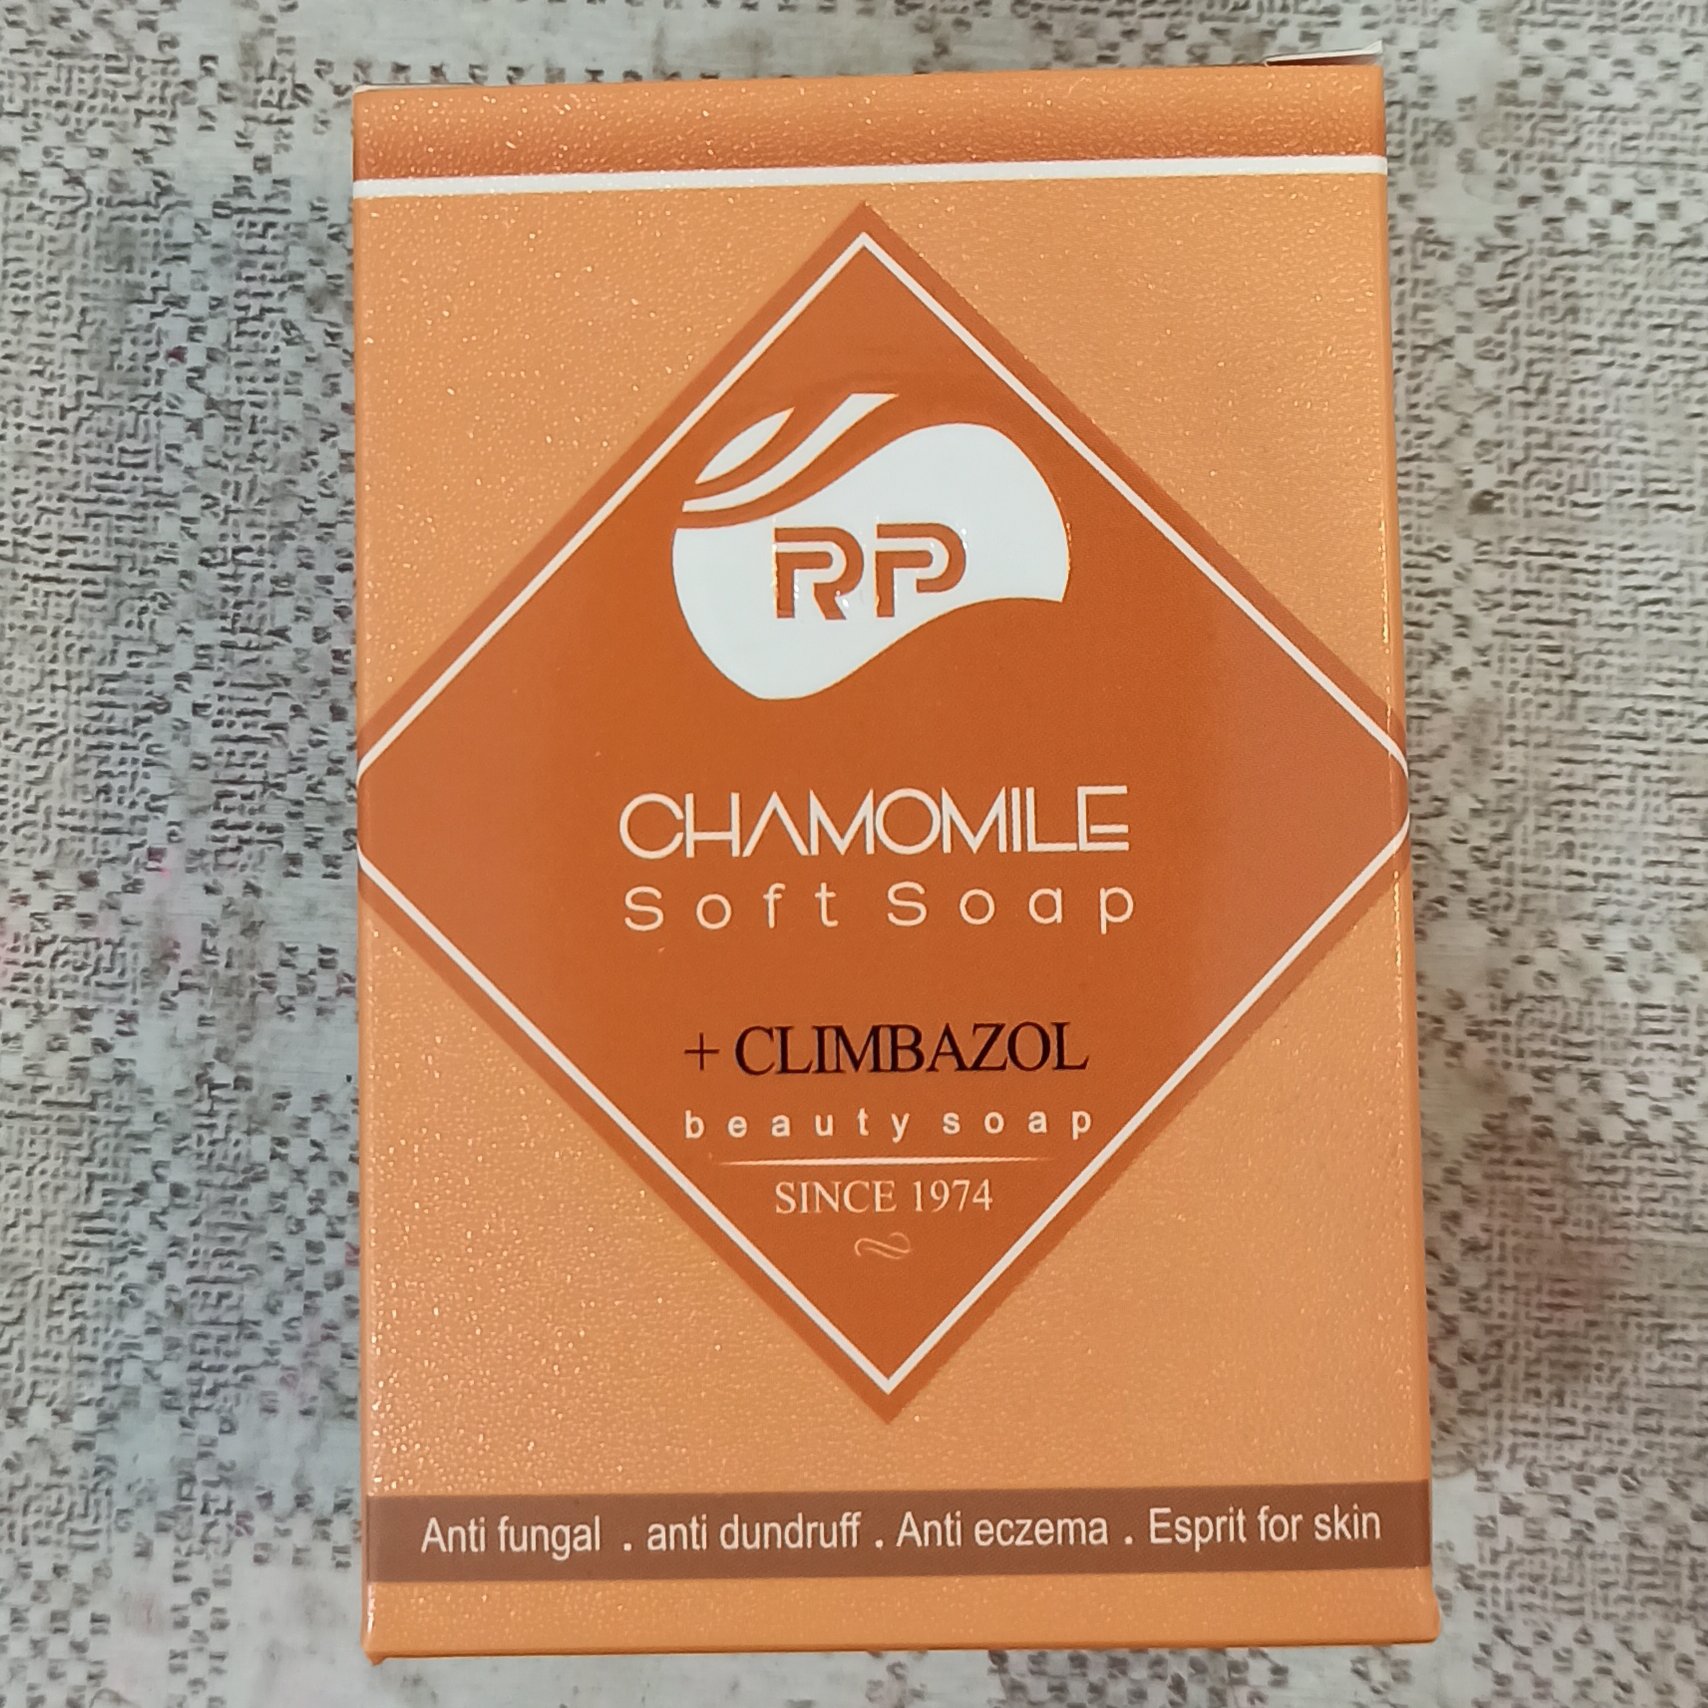 RP
CHAMOMILE
Soft Soap
+ CLIMBAZOL
beauty soap
SINCE 1974
Anti fungal . anti dundruff . Anti eczema . Esprit for skin